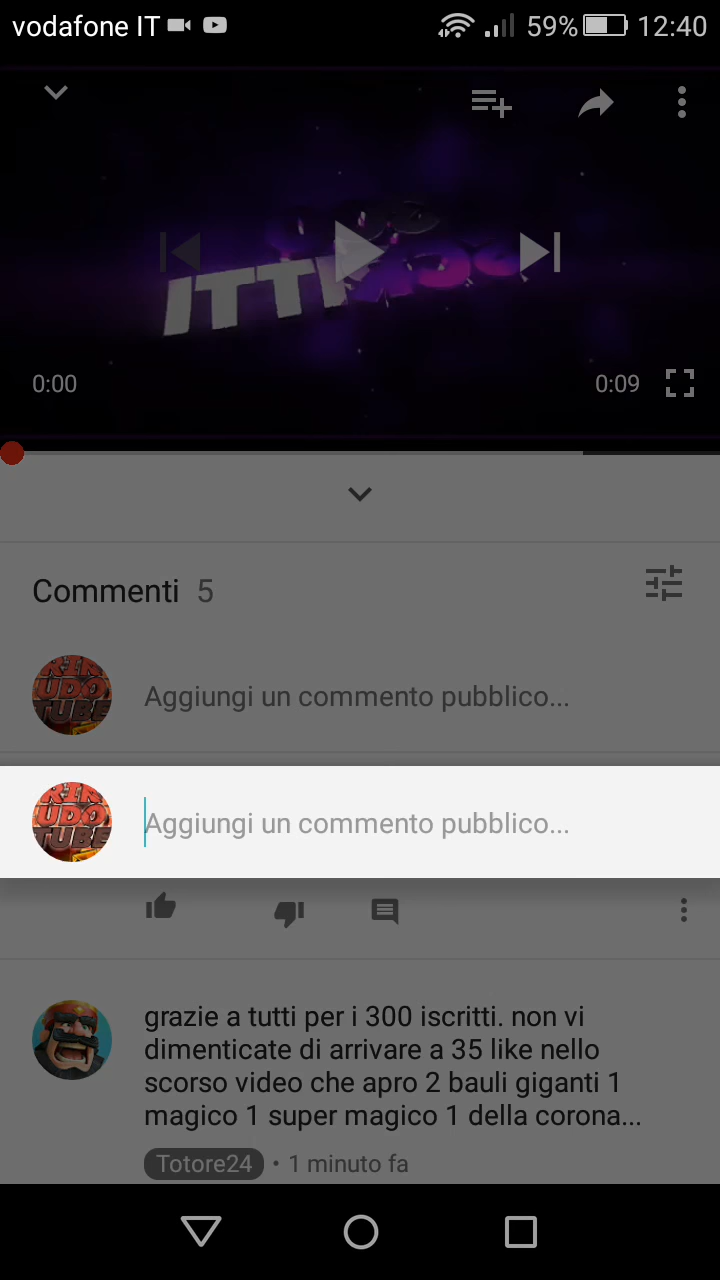 vodafone IT 59% 12:40
ITTI
0:00 0:09
Commenti 5
Aggiungi un commento pubblico...
Aggiungi un commento pubblico...
grazie a tutti per i 300 iscritti. non vi
dimenticate di arrivare a 35 like nello
scorso video che apro 2 bauli giganti 1
magico 1 super magico 1 della corona...
Totore24 • 1 minuto fa